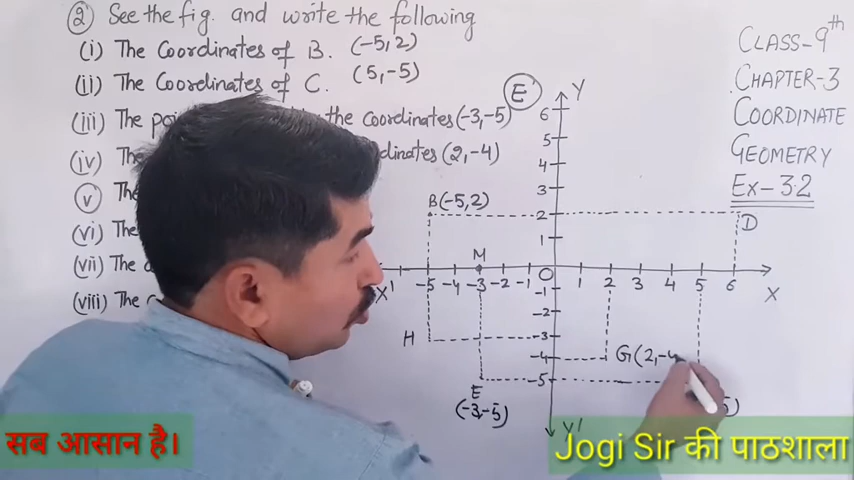 ② See the fig. and write the following
(i) The Coordinates of B. (-5,2)
(ii) The Coordinates of C. (5,-5)
(iii) The the coordinates (-3,-5)
(iv) The dinates (2,-4)
(v) The
(vi) The
(vii) The
(viii) The
CLASS-9th
CHAPTER-3
COORDINATE
GEOMETRY
Ex-3.2
E
Y
6
5
4
3
2
1
B(-5,2)
D
M
X' -5 -4 -3 -2 -1 O 1 2 3 4 5 6 X
-1
-2
-3
-4
-5
H
G(2,-4
E
(-3,-5)
5)
Y'
सब आसान है।
Jogi Sir की पाठशाला